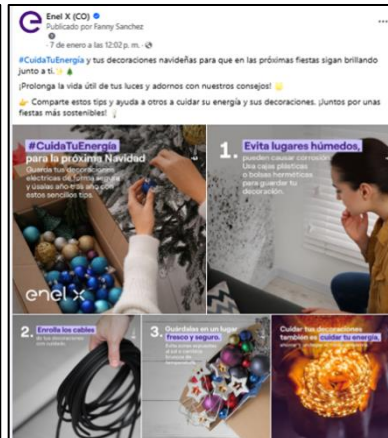 Enel X (CO)
Publicado por Fanny Sanchez
· 7 de enero a las 12:02 p. m. ·
#CuidaTuEnergía y tus decoraciones navideñas para que en las próximas fiestas sigan brillando
junto a ti.
¡Prolonga la vida útil de tus luces y adornos con nuestros consejos!
Comparte estos tips y ayuda a otros a cuidar su energía y sus decoraciones. ¡Juntos por unas
fiestas más sostenibles!
#CuidaTuEnergía
para la próxima Navidad
Guarda tus decoraciones
eléctricas de forma segura
y úsalas año tras año con
estos sencillos tips.
enel x
1. Evita lugares húmedos,
pueden causar corrosión.
Usa cajas plásticas
o bolsas herméticas
para guardar tu
decoración.
2. Enrolla los cables
de tus decoraciones
con cuidado.
3. Guárdalas en un lugar
fresco y seguro.
Cuidar tus decoraciones
también es cuidar tu energía,